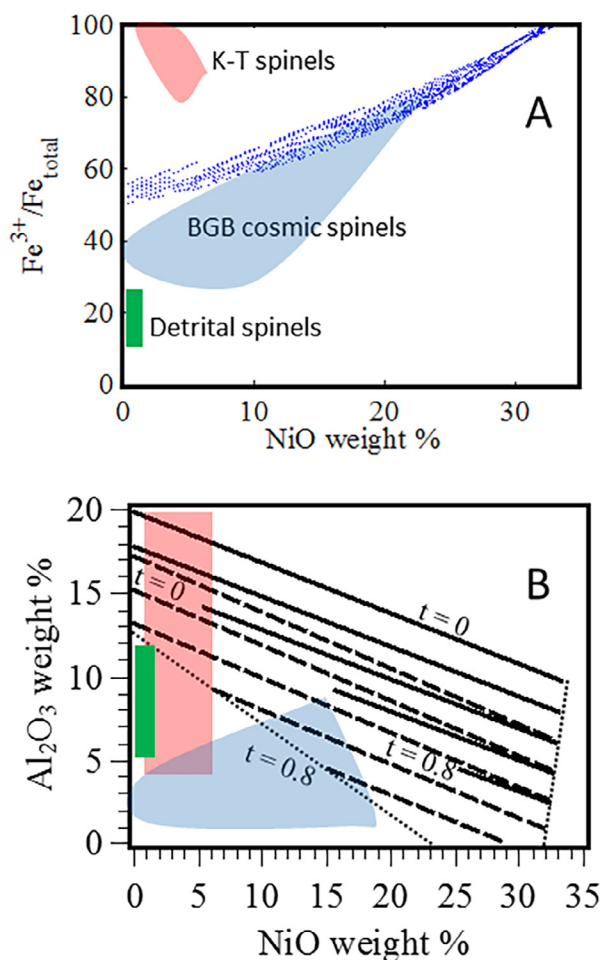 100
K-T spinels
80
A
Fe3+/Fetotal
60
BGB cosmic spinels
40
20
Detrital spinels
0
0 10 20 30
NiO weight %
20
B
t = 0
15
t = 0
Al2O3 weight %
10
t = 0.8
5
t = 0.8
0
0 5 10 15 20 25 30 35
NiO weight %